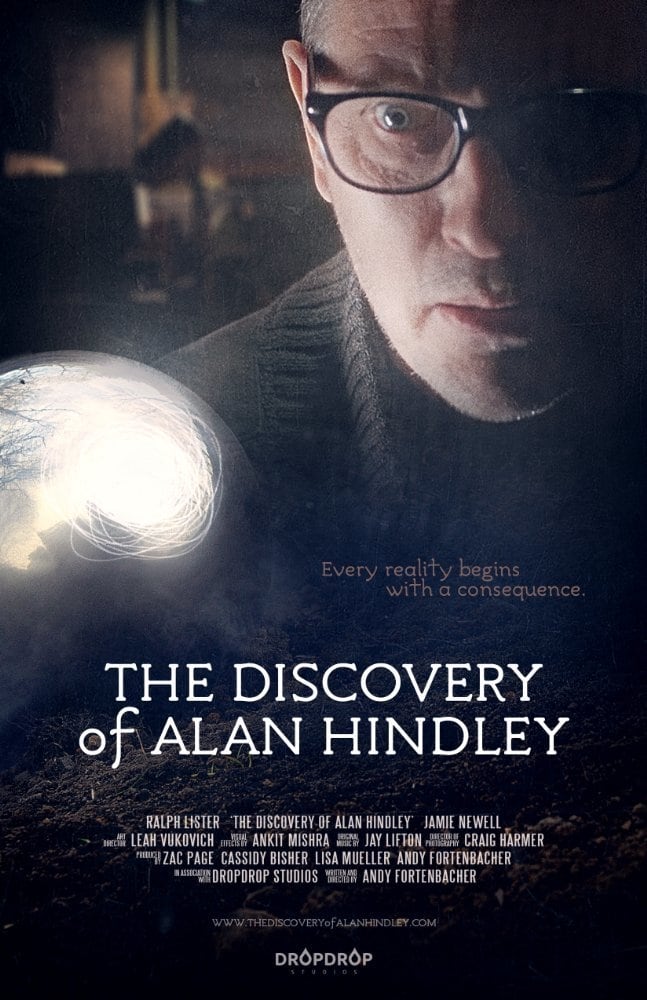 Every reality begins
with a consequence.
THE DISCOVERY
of ALAN HINDLEY
RALPH LISTER 'THE DISCOVERY OF ALAN HINDLEY' JAMIE NEWELL
ART DIRECTOR LEAH VUKOVICH VISUAL EFFECTS BY ANKIT MISHRA ORIGINAL MUSIC BY JAY LIFTON DIRECTOR OF PHOTOGRAPHY CRAIG HARMER
PRODUCED BY ZAC PAGE CASSIDY BISHER LISA MUELLER ANDY FORTENBACHER
IN ASSOCIATION WITH DROPDROP STUDIOS WRITTEN AND DIRECTED BY ANDY FORTENBACHER
WWW.THEDISCOVERYofALANHINDLEY.COM
DROPDROP
STUDIOS